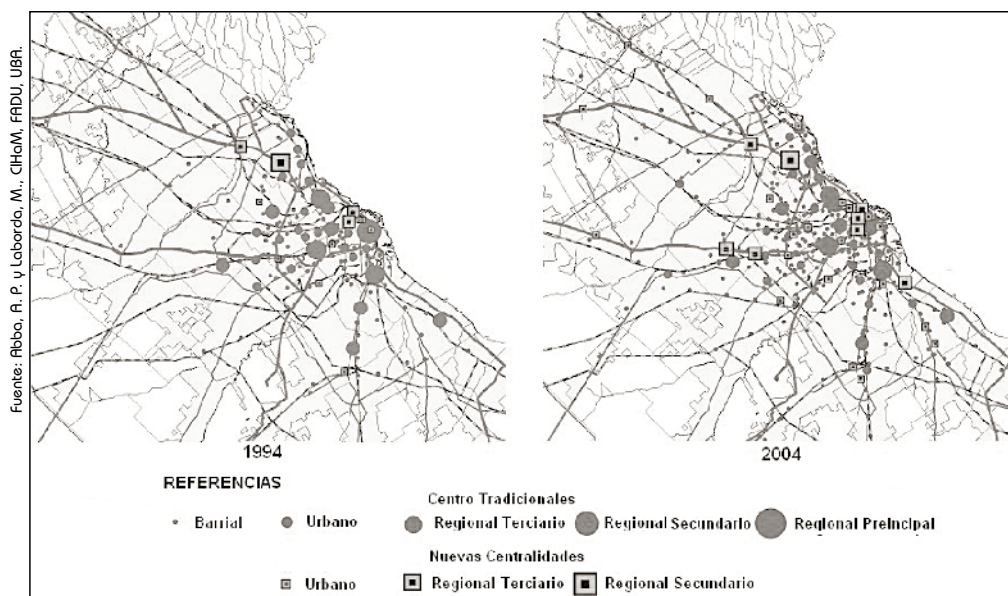 Fuente: Abba, A. P. y Laborda, M., CIHaM, FADU, UBA.
1994
2004
REFERENCIAS
Centro Tradicionales
Barrial
Urbano
Regional Terciario
Regional Secundario
Regional Preincipal
Nuevas Centralidades
Urbano
Regional Terciario
Regional Secundario